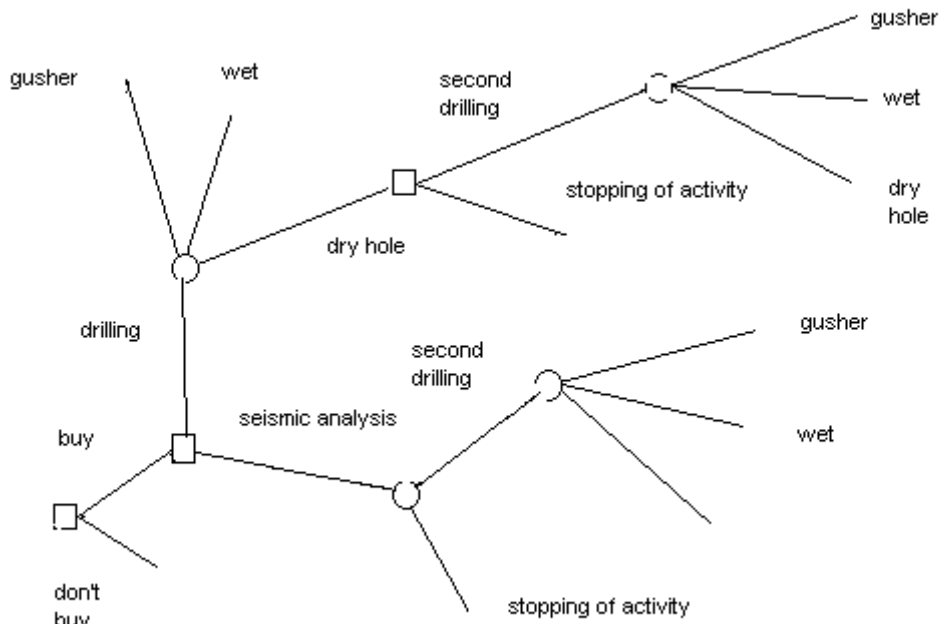 gusher
gusher
wet
second
drilling
wet
stopping of activity
dry
hole
dry hole
drilling
gusher
second
drilling
seismic analysis
buy
wet
don't
buy
stopping of activity